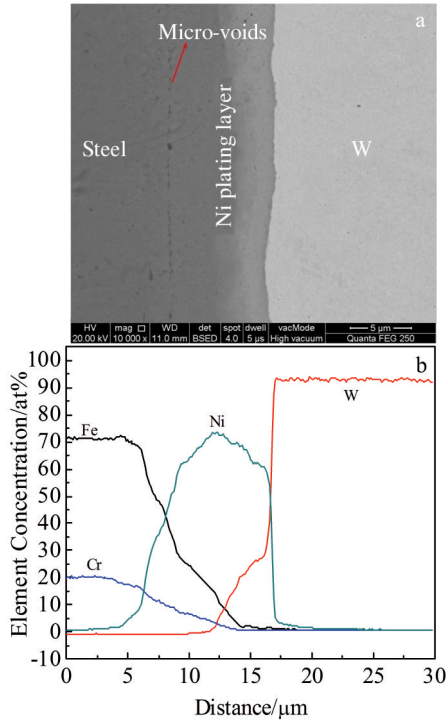 a
Micro-voids
Steel
Ni plating layer
W
HV mag □ WD det spot dwell vacMode
20.00 kV 10 000 x 11.0 mm BSED 4.0 5 µs High vacuum
5 µm
Quanta FEG 250
b
100
90
80
70
60
50
40
30
20
10
0
-10
Element Concentration/at%
Fe
Ni
W
Cr
0 5 10 15 20 25 30
Distance/µm